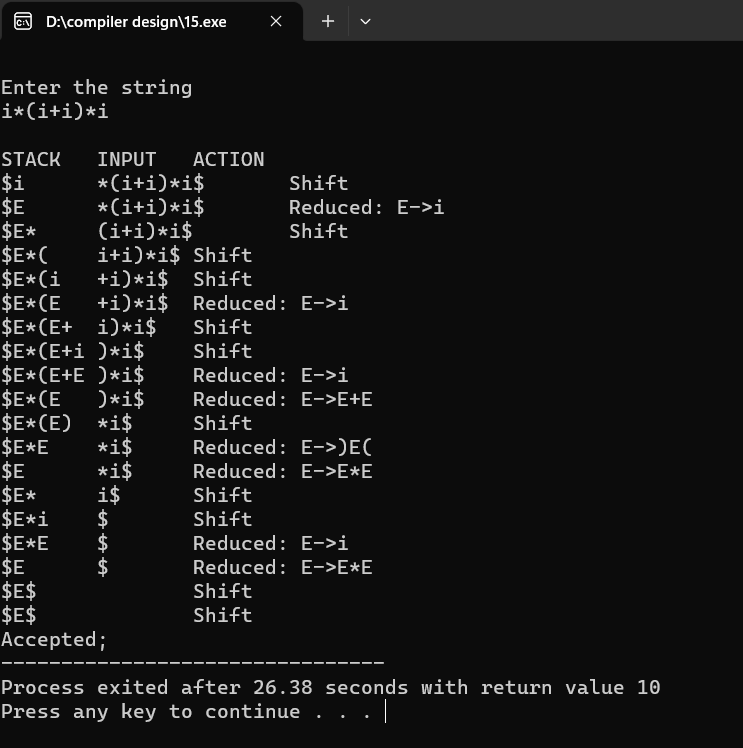 D:\compiler design\15.exe
Enter the string
i*(i+i)*i
STACK   INPUT   ACTION
$i      *(i+i)*i$       Shift
$E      *(i+i)*i$       Reduced: E->i
$E*     (i+i)*i$        Shift
$E*(    i+i)*i$ Shift
$E*(i   +i)*i$  Shift
$E*(E   +i)*i$  Reduced: E->i
$E*(E+  i)*i$   Shift
$E*(E+i )*i$    Shift
$E*(E+E )*i$    Reduced: E->i
$E*(E   )*i$    Reduced: E->E+E
$E*(E)  *i$     Shift
$E*E    *i$     Reduced: E->)E(
$E      *i$     Reduced: E->E*E
$E*     i$      Shift
$E*i    $       Shift
$E*E    $       Reduced: E->i
$E      $       Reduced: E->E*E
$E$             Shift
$E$             Shift
Accepted;
--------------------------------
Process exited after 26.38 seconds with return value 10
Press any key to continue . . .